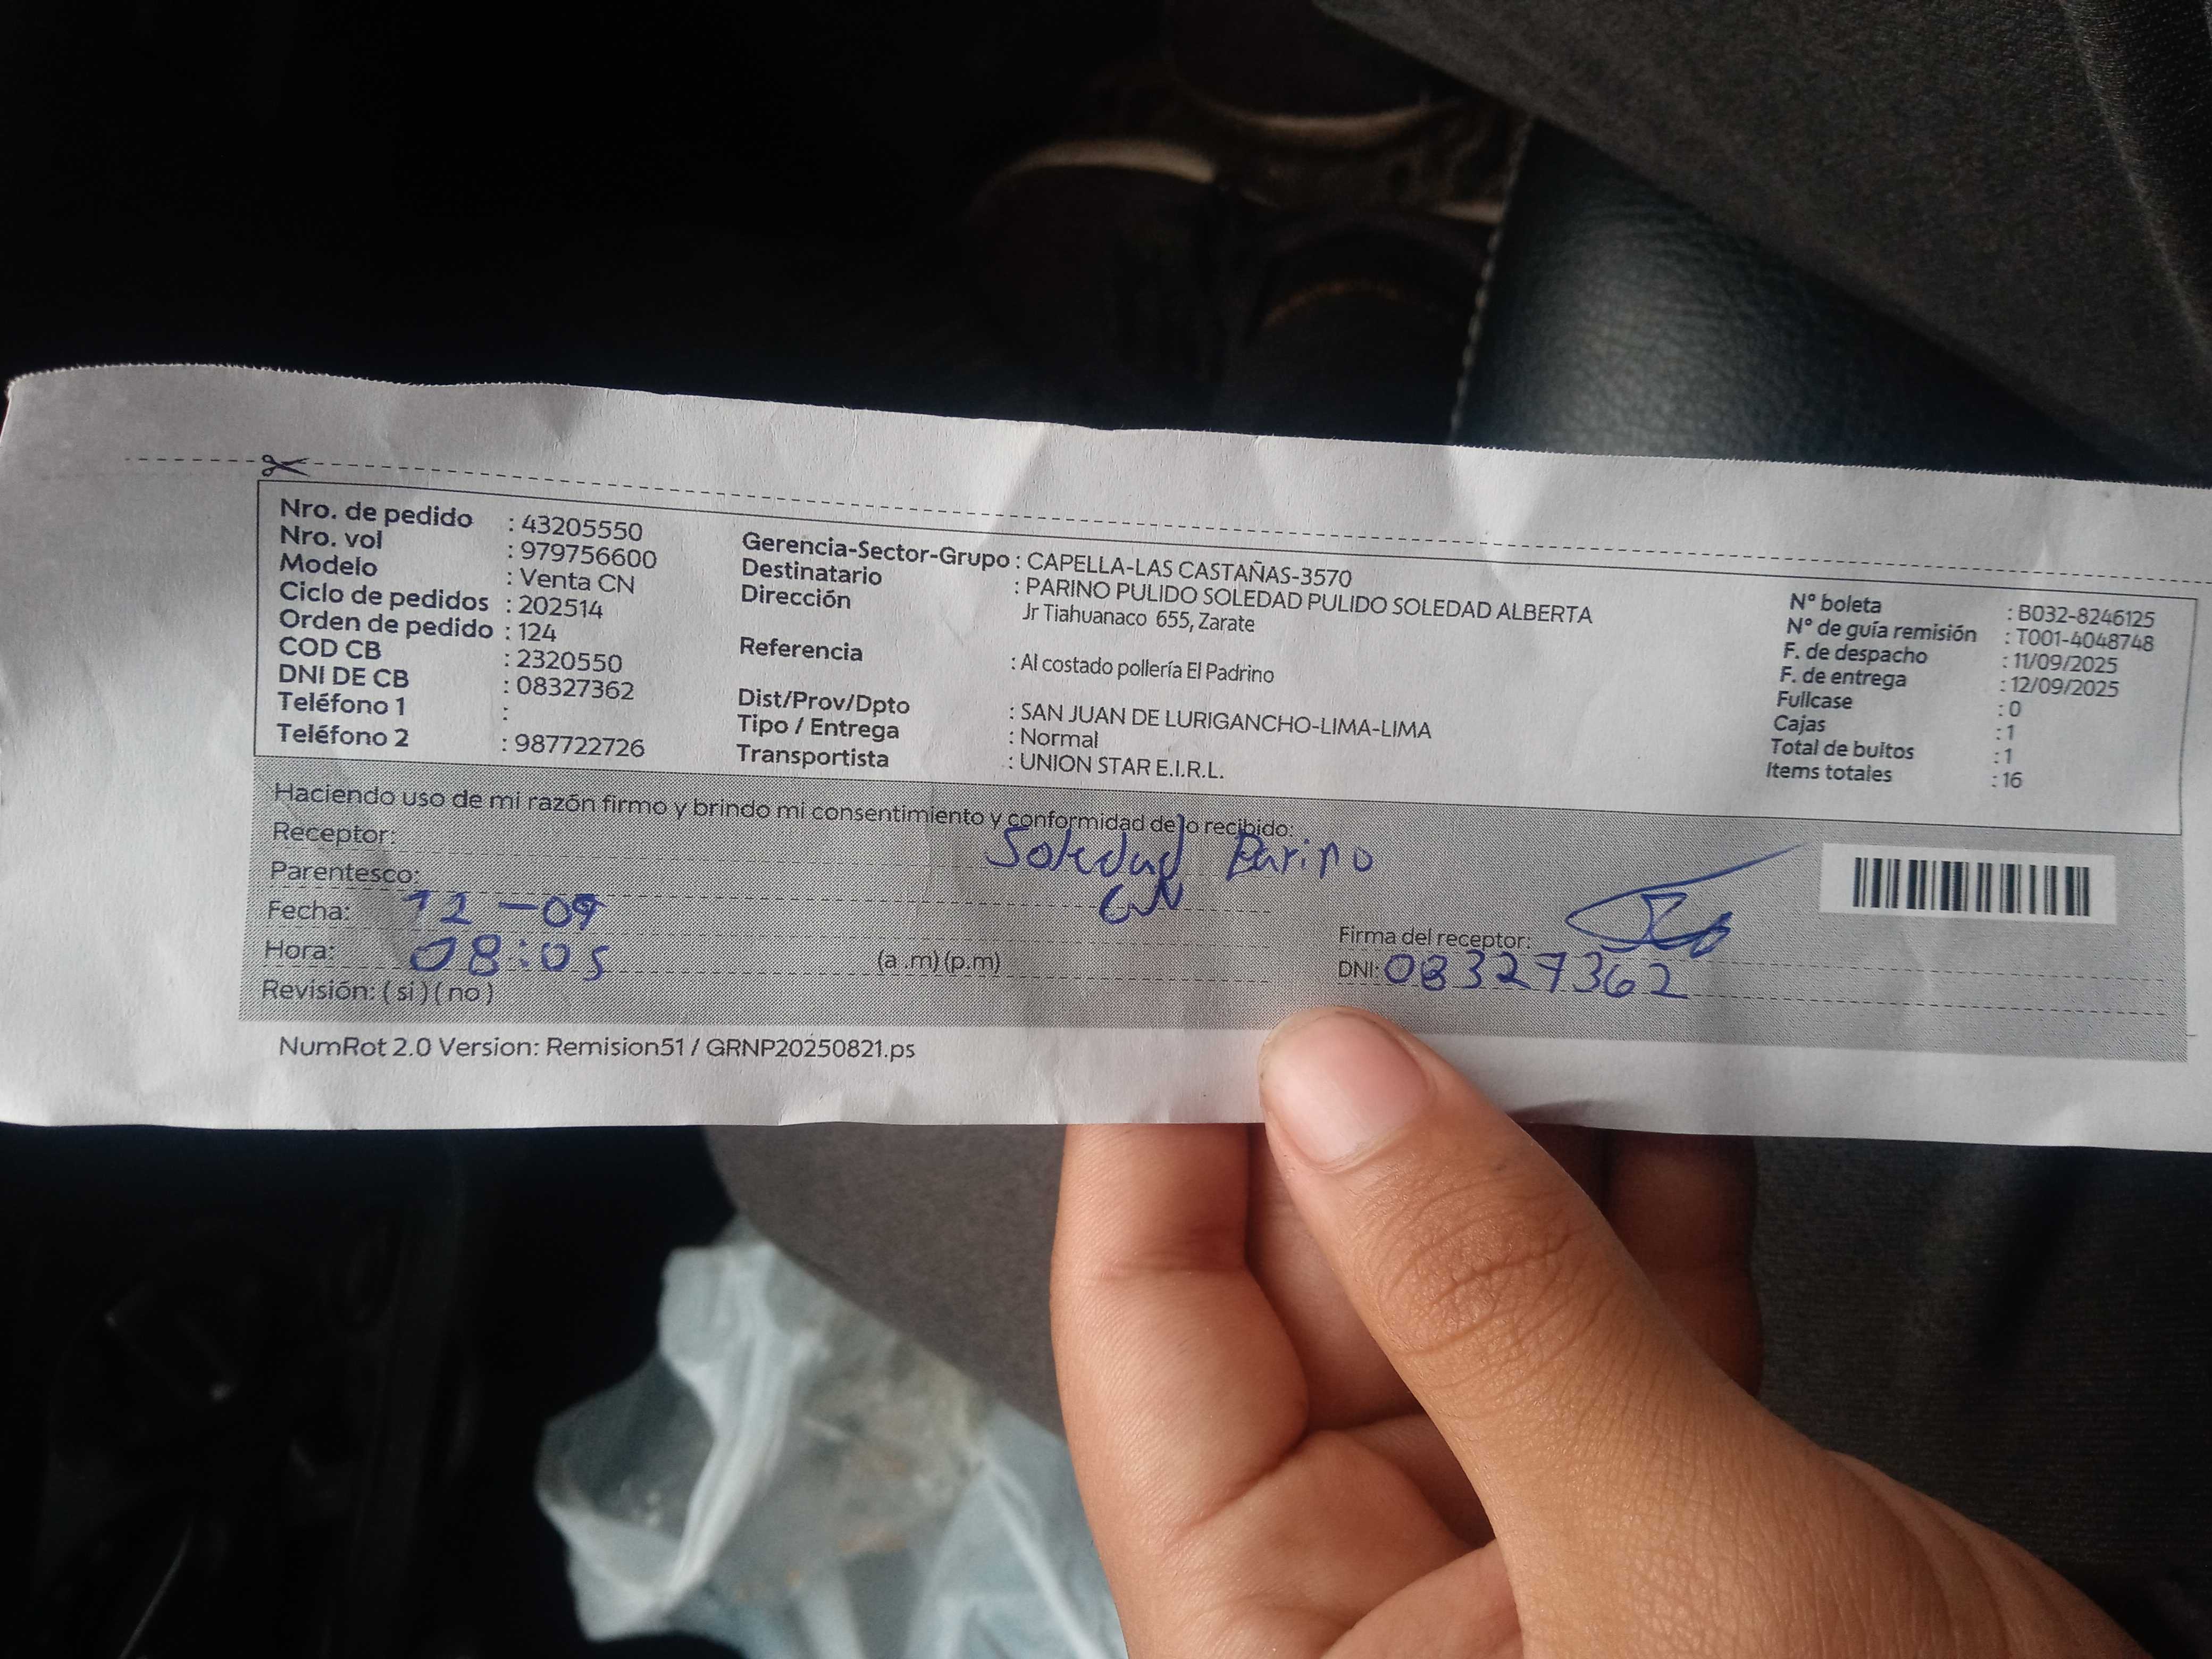 Nro. de pedido : 43205550
Nro. vol : 979756600
Modelo : Venta CN
Ciclo de pedidos : 202514
Orden de pedido : 124
COD CB : 2320550
DNI DE CB : 08327362
Teléfono 1 :
Teléfono 2 : 987722726
Gerencia-Sector-Grupo : CAPELLA-LAS CASTAÑAS-3570
Destinatario : PARINO PULIDO SOLEDAD PULIDO SOLEDAD ALBERTA
Dirección Jr Tiahuanaco 655, Zarate
Referencia : Al costado pollería El Padrino
Dist/Prov/Dpto : SAN JUAN DE LURIGANCHO-LIMA-LIMA
Tipo / Entrega : Normal
Transportista : UNION STAR E.I.R.L.
N° boleta : B032-8246125
N° de guía remisión : T001-4048748
F. de despacho : 11/09/2025
F. de entrega : 12/09/2025
Fullcase : 0
Cajas : 1
Total de bultos : 1
Items totales : 16
Haciendo uso de mi razón firmo y brindo mi consentimiento y conformidad de lo recibido:
Receptor: Soledad Parino
Parentesco: CN
Fecha: 12-09
Hora: 08:05 (a .m) (p.m)
Revisión: ( si ) ( no )
Firma del receptor:
DNI: 08327362
NumRot 2.0 Version: Remision51 / GRNP20250821.ps